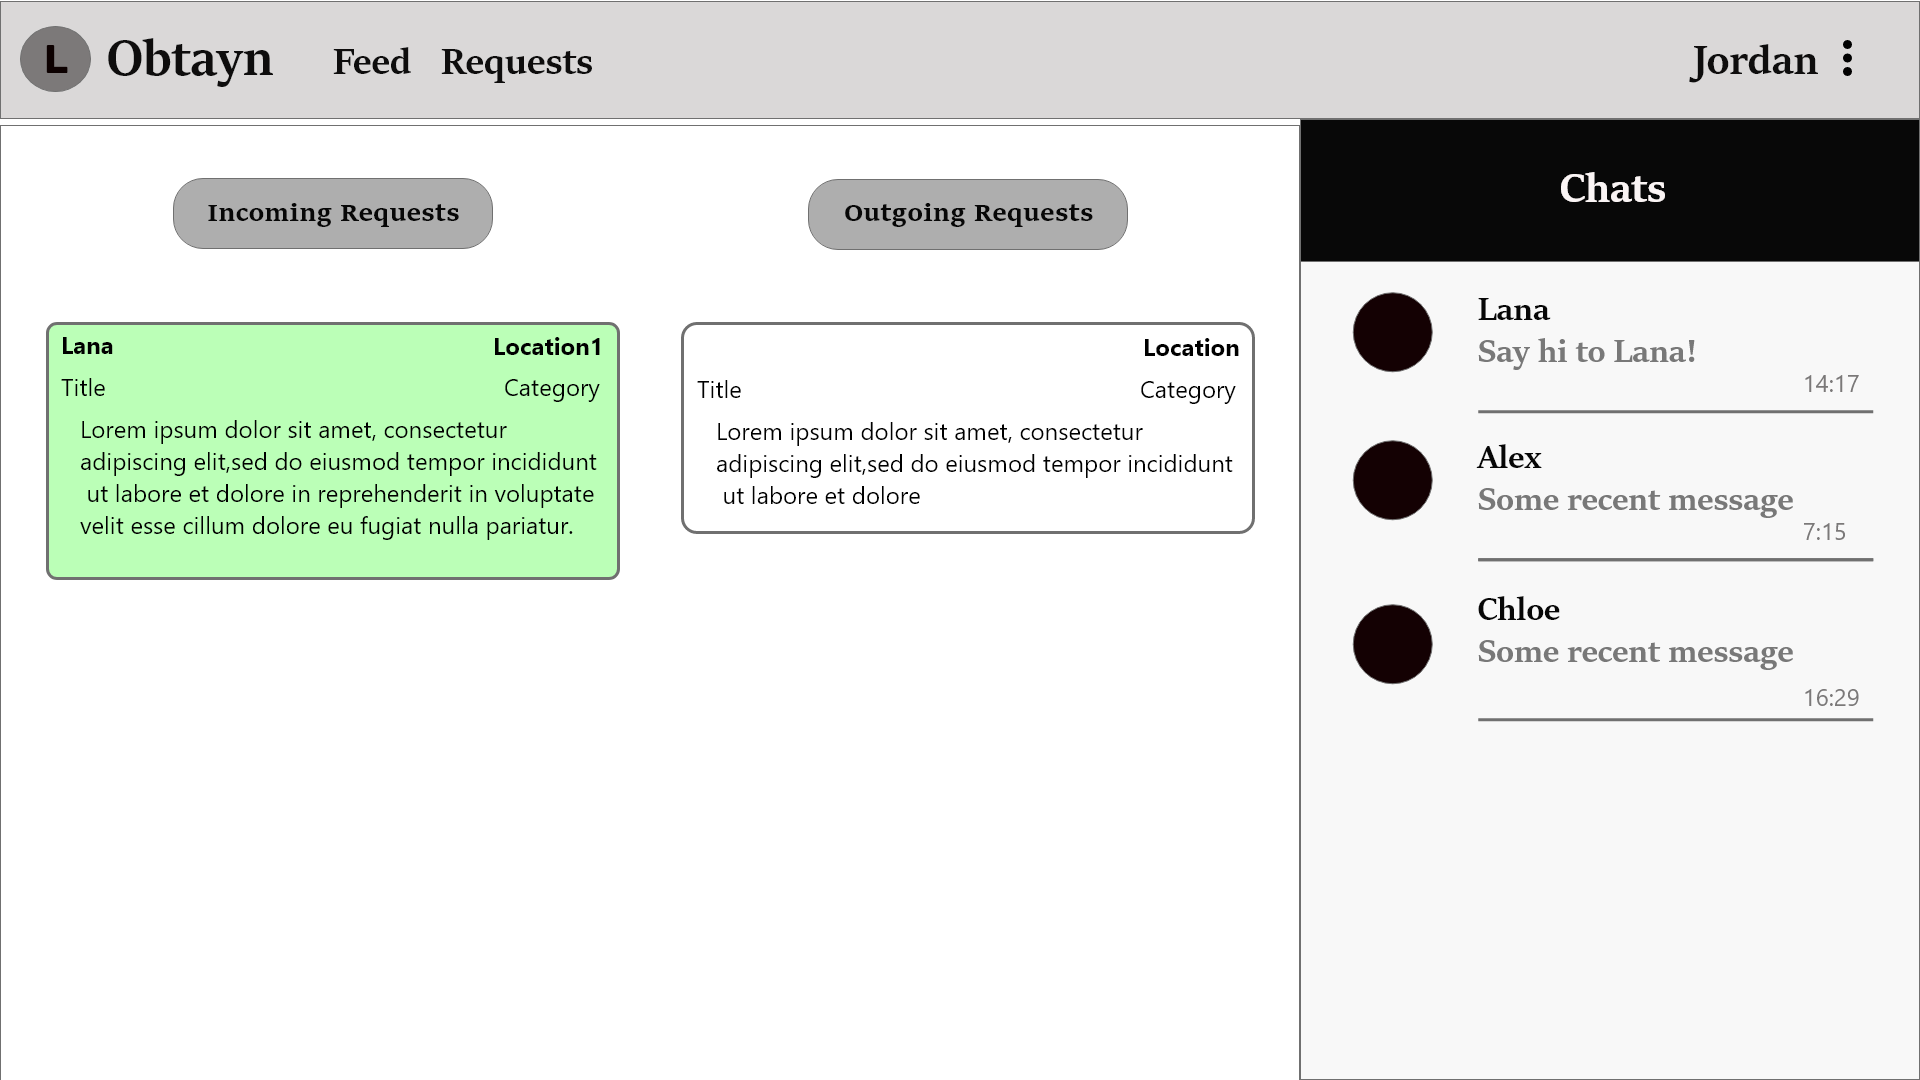 L Obtayn Feed Requests Jordan
Incoming Requests
Lana Location1
Title Category
Lorem ipsum dolor sit amet, consectetur
adipiscing elit,sed do eiusmod tempor incididunt
ut labore et dolore in reprehenderit in voluptate
velit esse cillum dolore eu fugiat nulla pariatur.
Outgoing Requests
Location
Title Category
Lorem ipsum dolor sit amet, consectetur
adipiscing elit,sed do eiusmod tempor incididunt
ut labore et dolore
Chats
Lana
Say hi to Lana!
14:17
Alex
Some recent message
7:15
Chloe
Some recent message
16:29